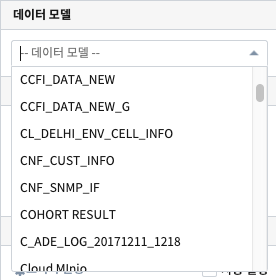 데이터 모델
-- 데이터 모델 --
CCFI_DATA_NEW
CCFI_DATA_NEW_G
CL_DELHI_ENV_CELL_INFO
CNF_CUST_INFO
CNF_SNMP_IF
COHORT RESULT
C_ADE_LOG_20171211_1218
Cloud MInio